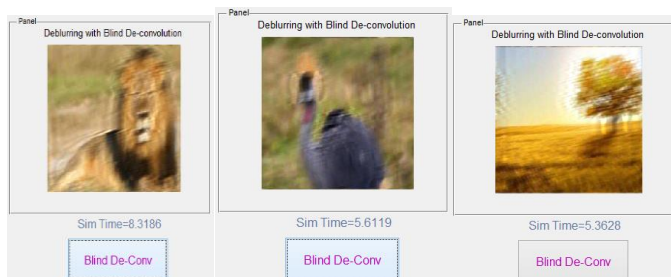 Panel
Deblurring with Blind De-convolution
Sim Time=8.3186
Blind De-Conv
Panel
Deblurring with Blind De-convolution
Sim Time=5.6119
Blind De-Conv
Panel
Deblurring with Blind De-convolution
Sim Time=5.3628
Blind De-Conv